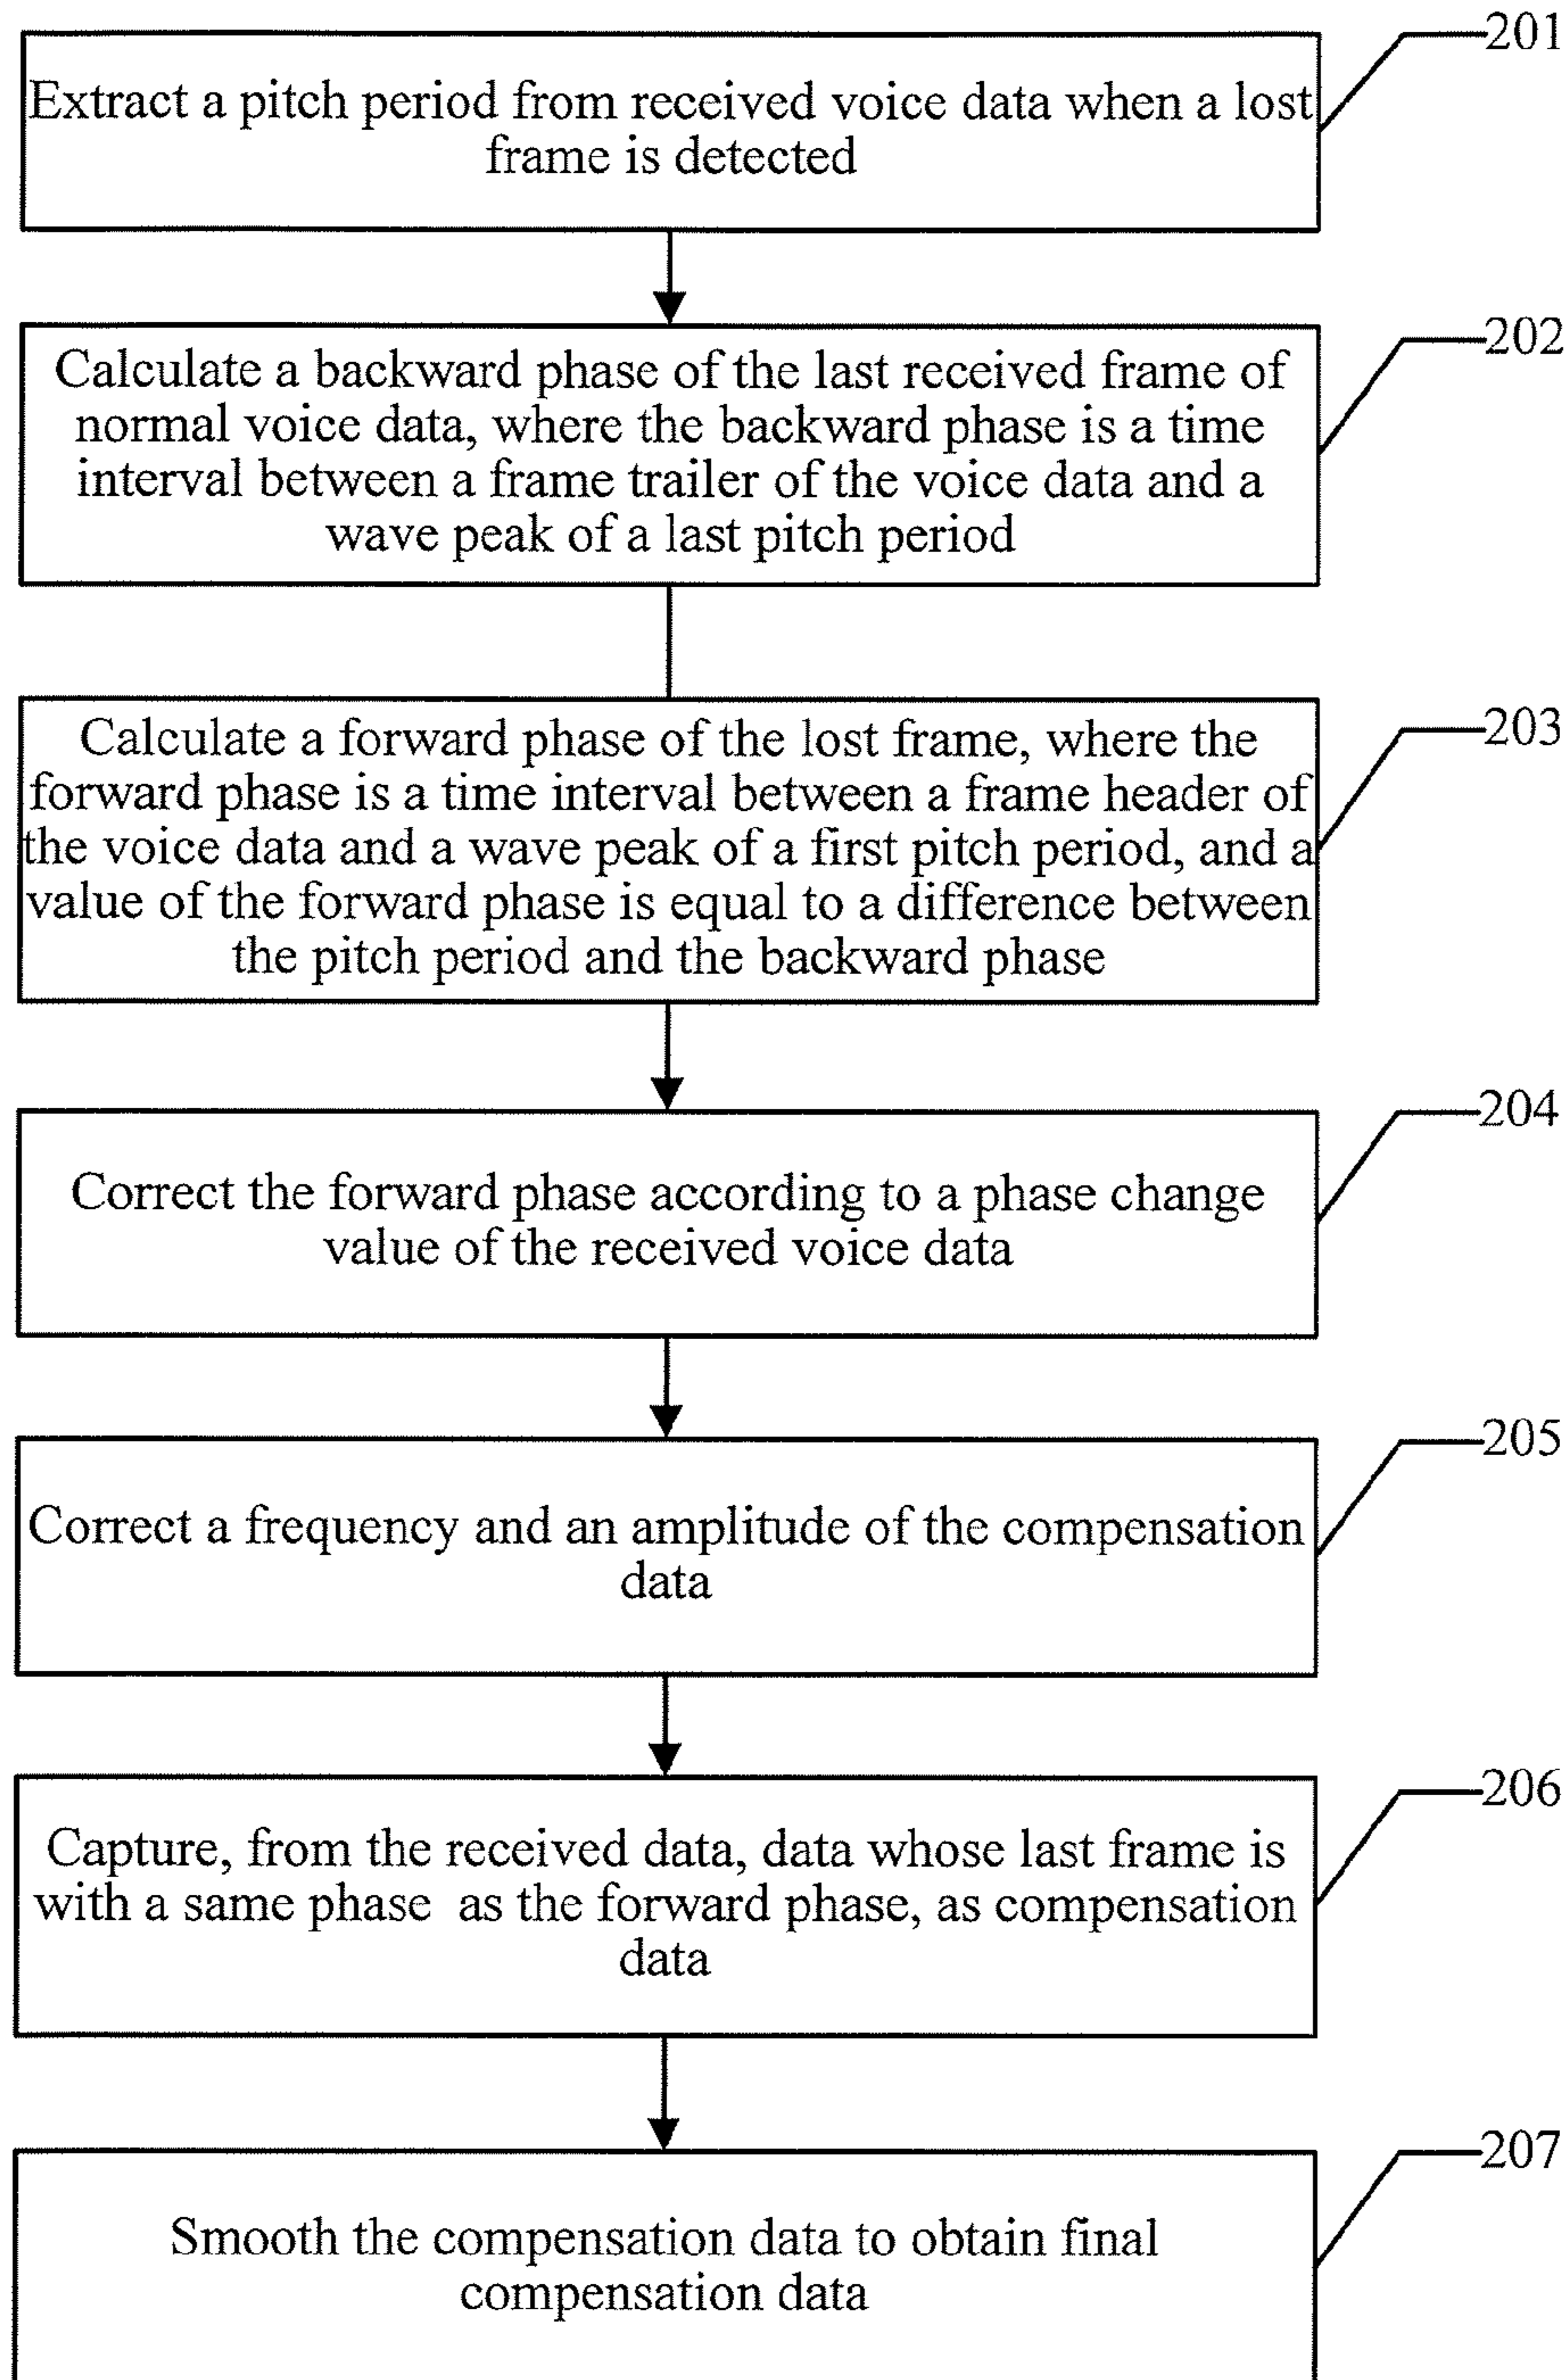 201
Extract a pitch period from received voice data when a lost
frame is detected
202
Calculate a backward phase of the last received frame of
normal voice data, where the backward phase is a time
interval between a frame trailer of the voice data and a
wave peak of a last pitch period
203
Calculate a forward phase of the lost frame, where the
forward phase is a time interval between a frame header of
the voice data and a wave peak of a first pitch period, and a
value of the forward phase is equal to a difference between
the pitch period and the backward phase
204
Correct the forward phase according to a phase change
value of the received voice data
205
Correct a frequency and an amplitude of the compensation
data
206
Capture, from the received data, data whose last frame is
with a same phase as the forward phase, as compensation
data
207
Smooth the compensation data to obtain final
compensation data